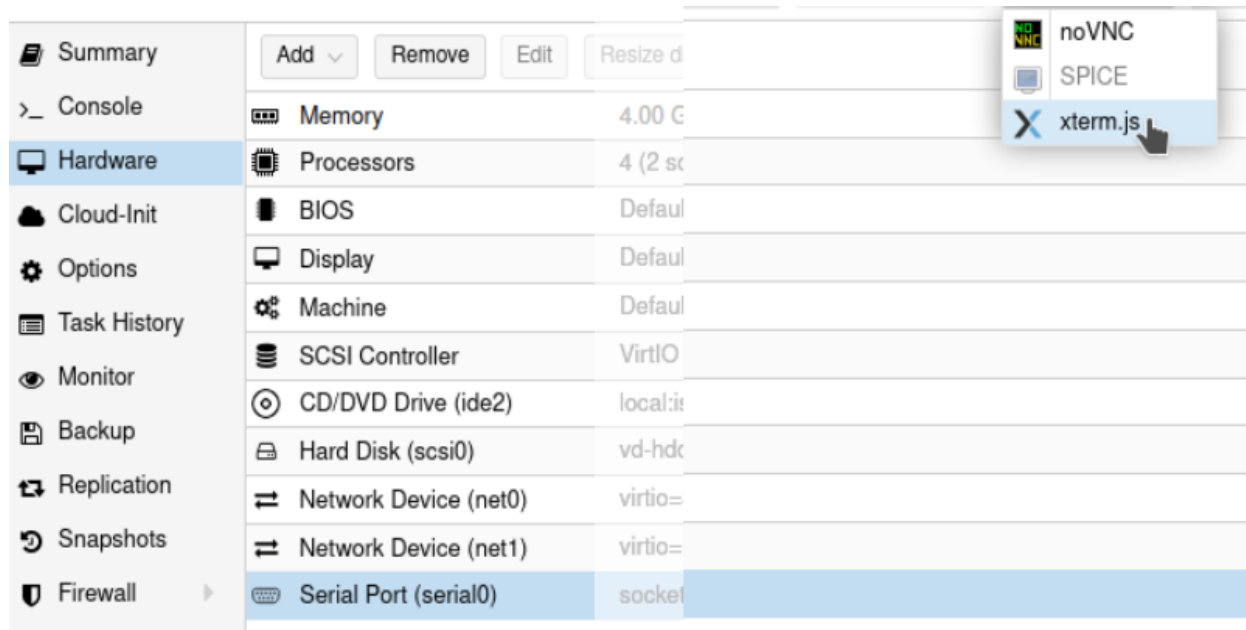 noVNC
SPICE
xterm.js
Summary
Console
Hardware
Cloud-Init
Options
Task History
Monitor
Backup
Replication
Snapshots
Firewall
Add Remove Edit Resize d
Memory 4.00 G
Processors 4 (2 so
BIOS Defaul
Display Defaul
Machine Defaul
SCSI Controller VirtIO
CD/DVD Drive (ide2) local:is
Hard Disk (scsi0) vd-hdd
Network Device (net0) virtio=
Network Device (net1) virtio=
Serial Port (serial0) socket